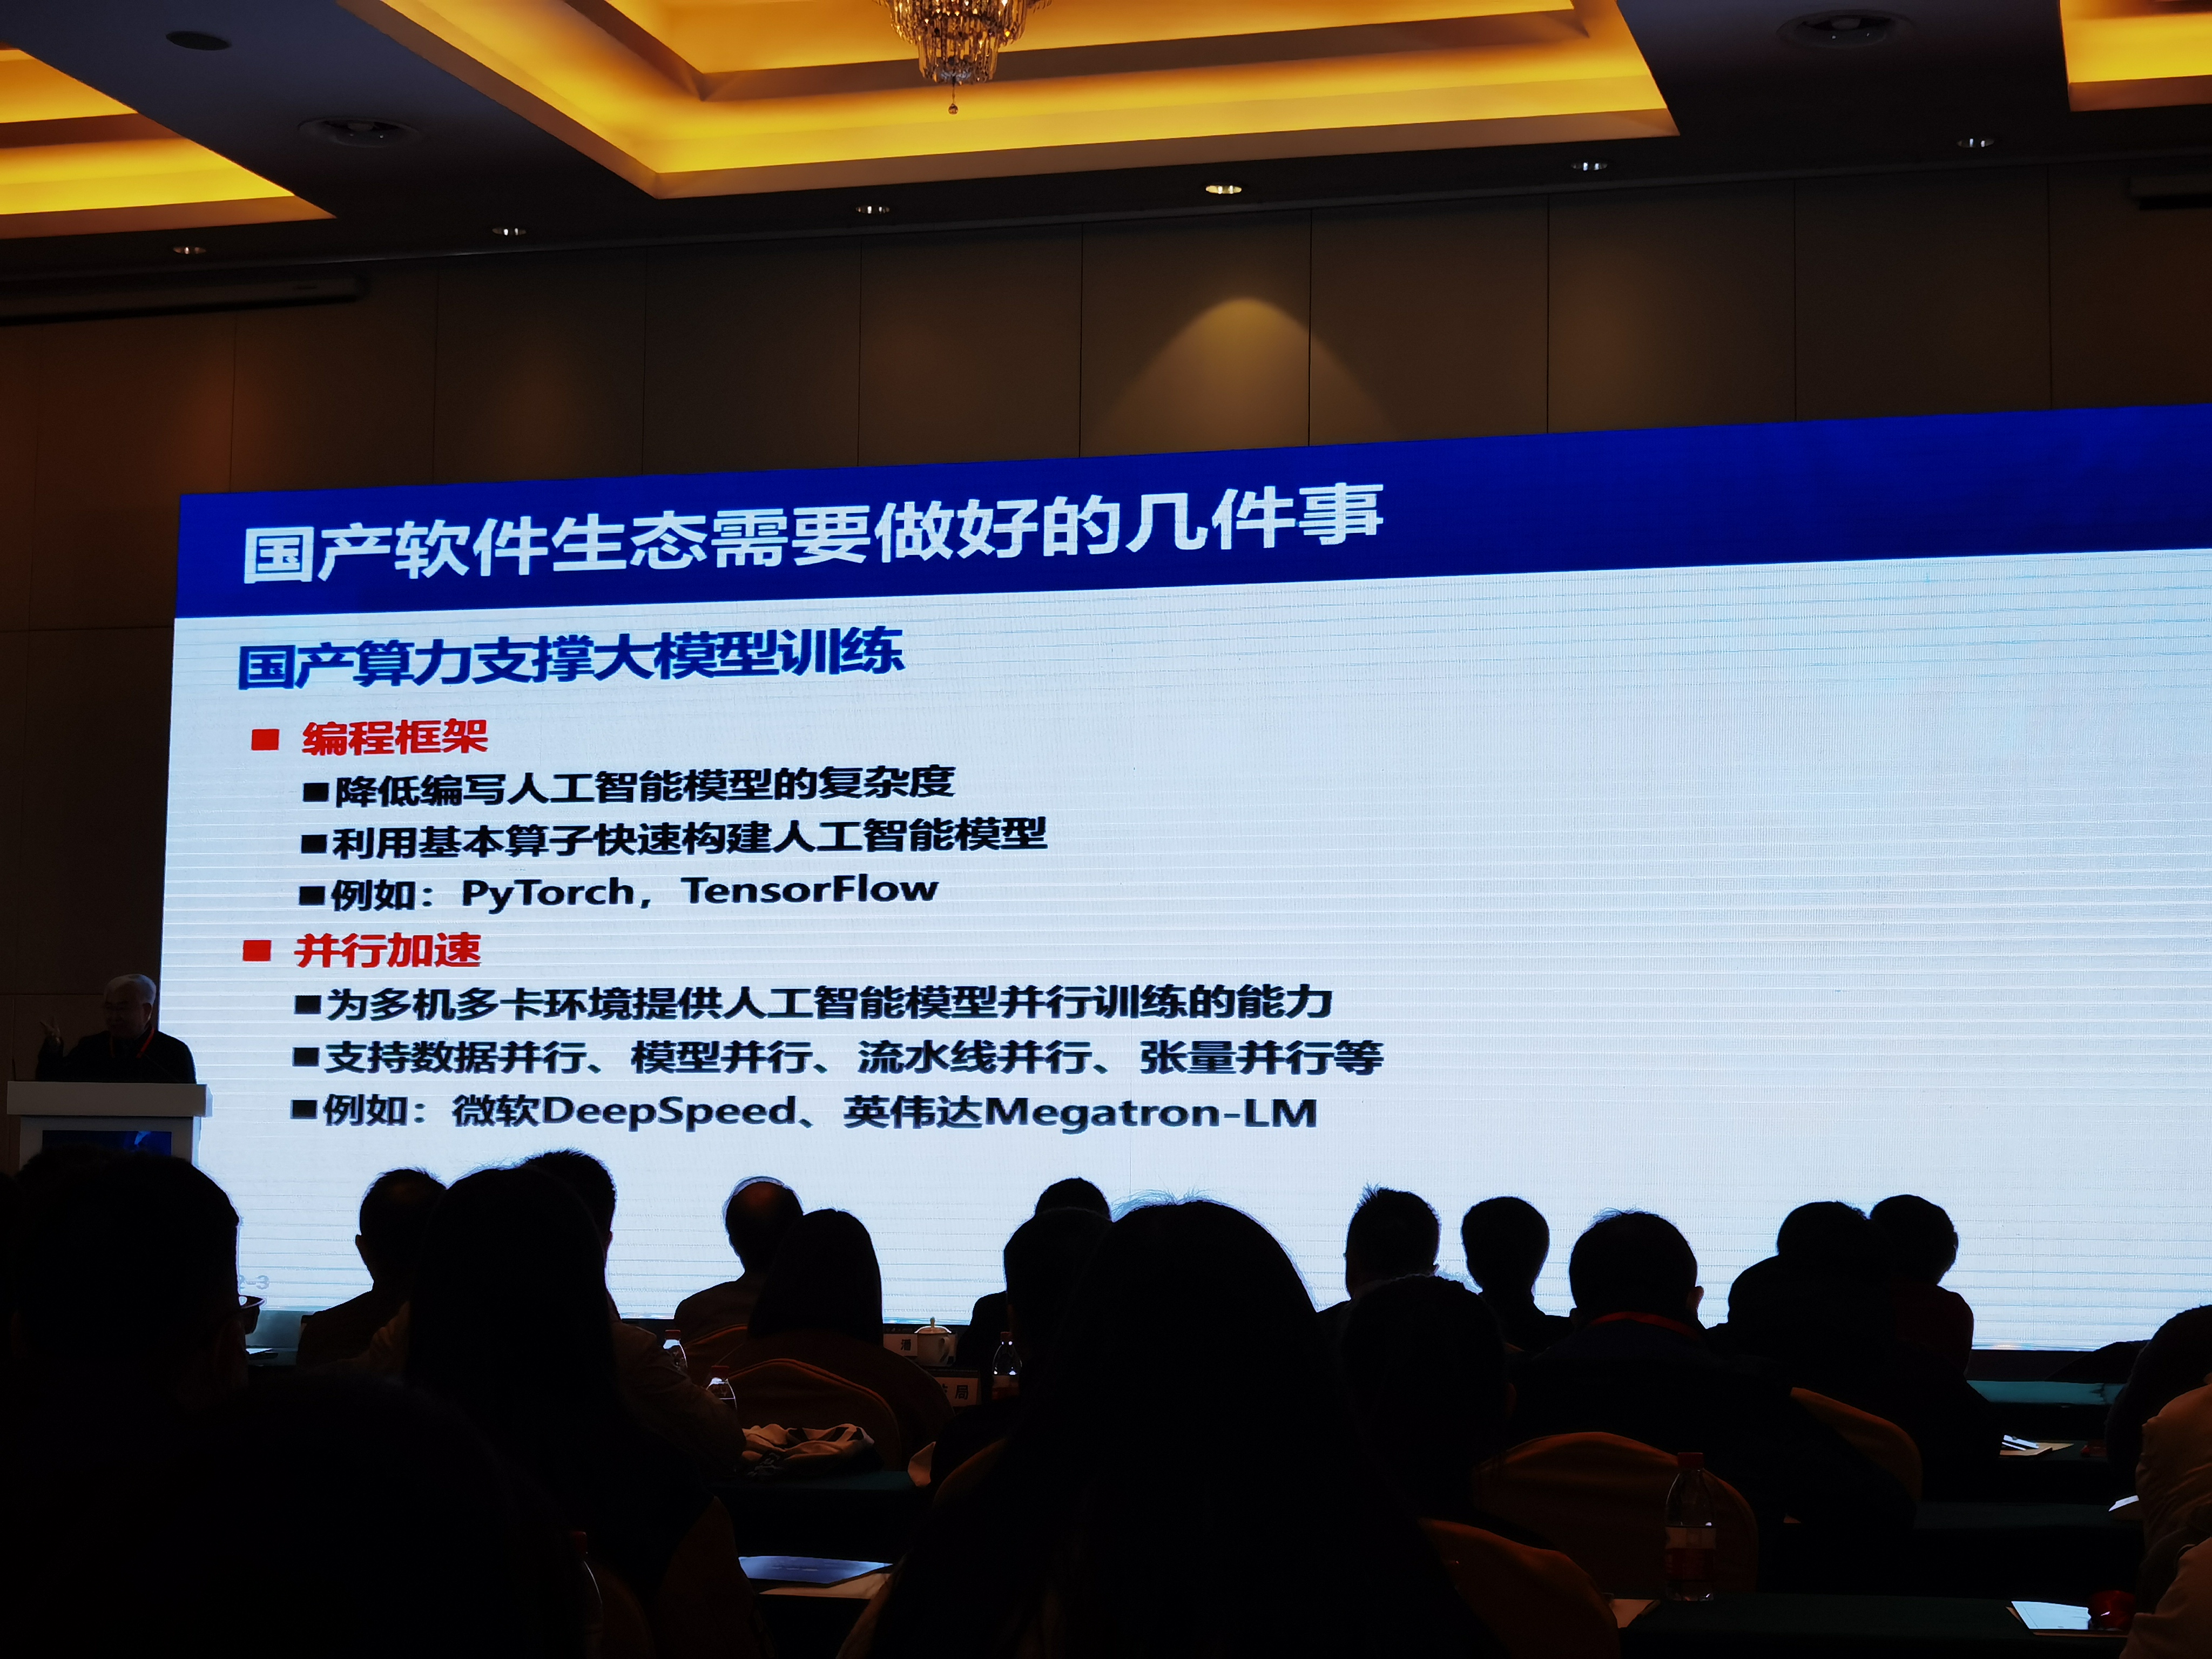 国产软件生态需要做好的几件事
国产算力支撑大模型训练
■ 编程框架
■降低编写人工智能模型的复杂度
■利用基本算子快速构建人工智能模型
■例如：PyTorch，TensorFlow
■ 并行加速
■为多机多卡环境提供人工智能模型并行训练的能力
■支持数据并行、模型并行、流水线并行、张量并行等
■例如：微软DeepSpeed、英伟达Megatron-LM
潘
局